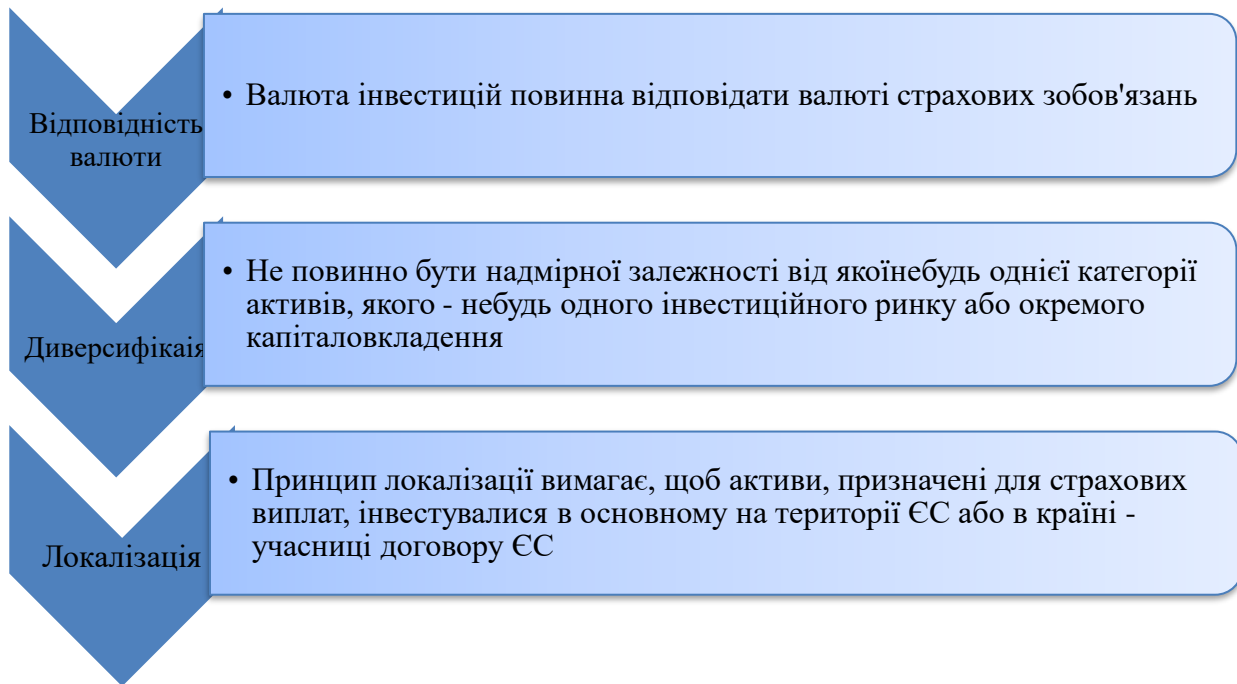 Відповідність
валюти
• Валюта інвестицій повинна відповідати валюті страхових зобов'язань
Диверсифікаія
• Не повинно бути надмірної залежності від якоїнебудь однієї категорії
активів, якого - небудь одного інвестиційного ринку або окремого
капіталовкладення
Локалізація
• Принцип локалізації вимагає, щоб активи, призначені для страхових
виплат, інвестувалися в основному на території ЄС або в країні -
учасниці договору ЄС